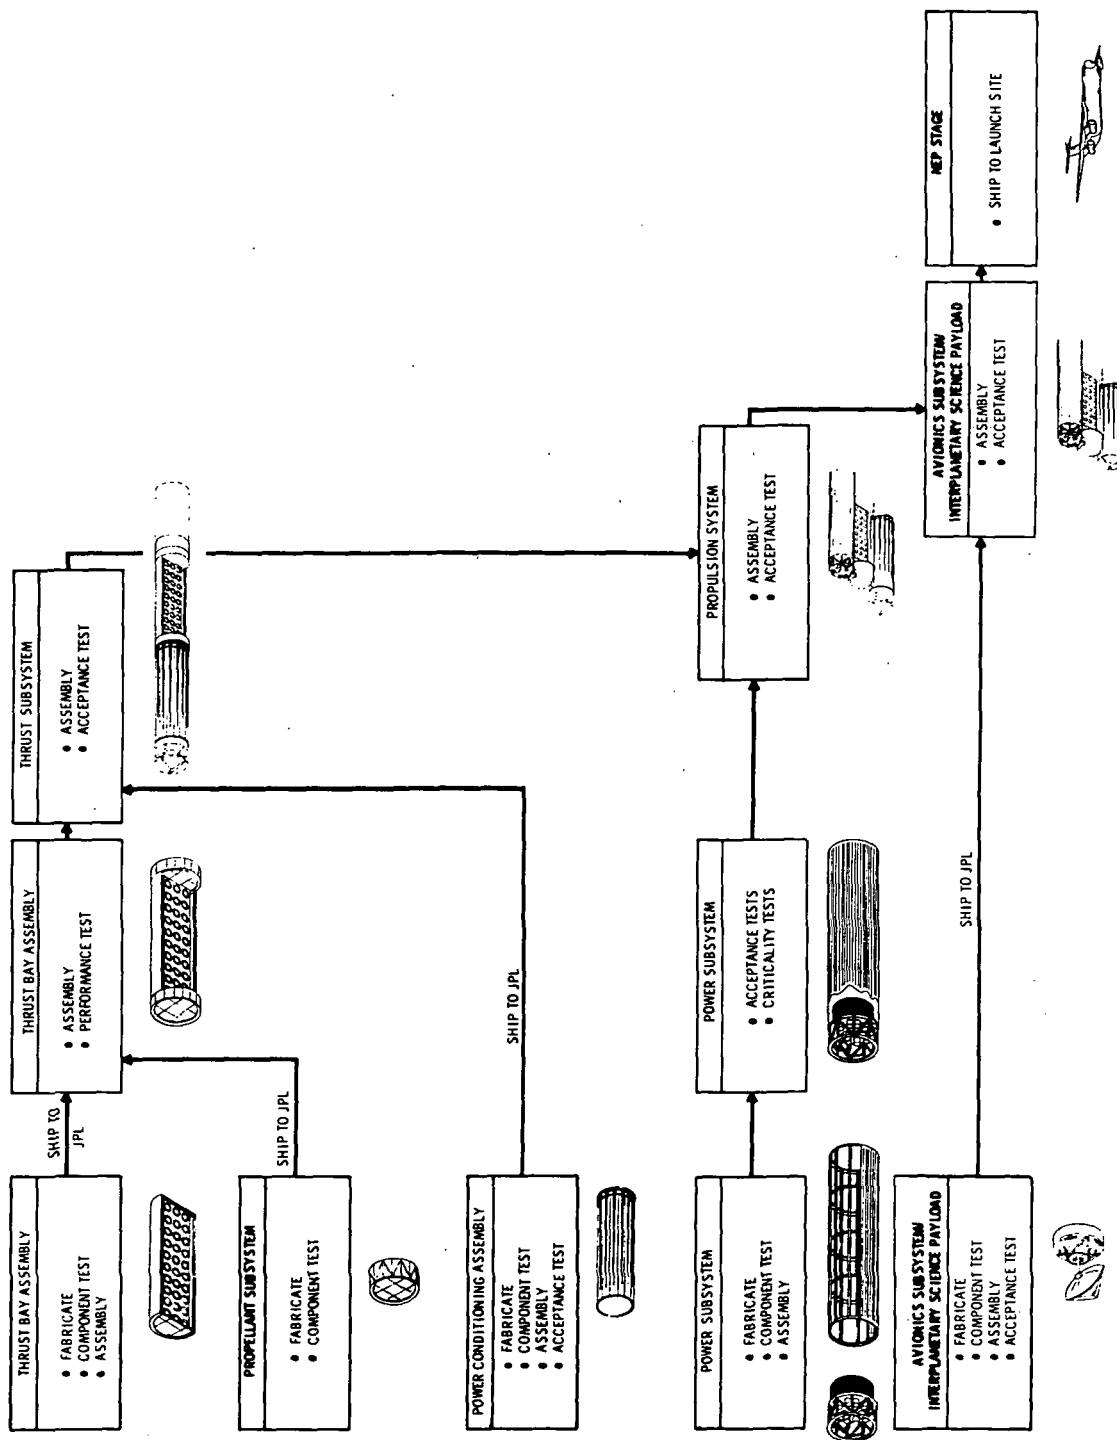 THRUST BAY ASSEMBLY
● FABRICATE
● COMPONENT TEST
● ASSEMBLY
SHIP TO
JPL
THRUST BAY ASSEMBLY
● ASSEMBLY
● PERFORMANCE TEST
THRUST SUBSYSTEM
● ASSEMBLY
● ACCEPTANCE TEST
PROPELLANT SUBSYSTEM
● FABRICATE
● COMPONENT TEST
SHIP TO JPL
POWER CONDITIONING ASSEMBLY
● FABRICATE
● COMPONENT TEST
● ASSEMBLY
● ACCEPTANCE TEST
SHIP TO JPL
POWER SUBSYSTEM
● FABRICATE
● COMPONENT TEST
● ASSEMBLY
POWER SUBSYSTEM
● ACCEPTANCE TESTS
● CRITICALITY TESTS
PROPULSION SYSTEM
● ASSEMBLY
● ACCEPTANCE TEST
AVIONICS SUBSYSTEM/
INTERPLANETARY SCIENCE PAYLOAD
● FABRICATE
● COMPONENT TEST
● ASSEMBLY
● ACCEPTANCE TEST
SHIP TO JPL
AVIONICS SUBSYSTEM/
INTERPLANETARY SCIENCE PAYLOAD
● ASSEMBLY
● ACCEPTANCE TEST
NEP STAGE
● SHIP TO LAUNCH SITE